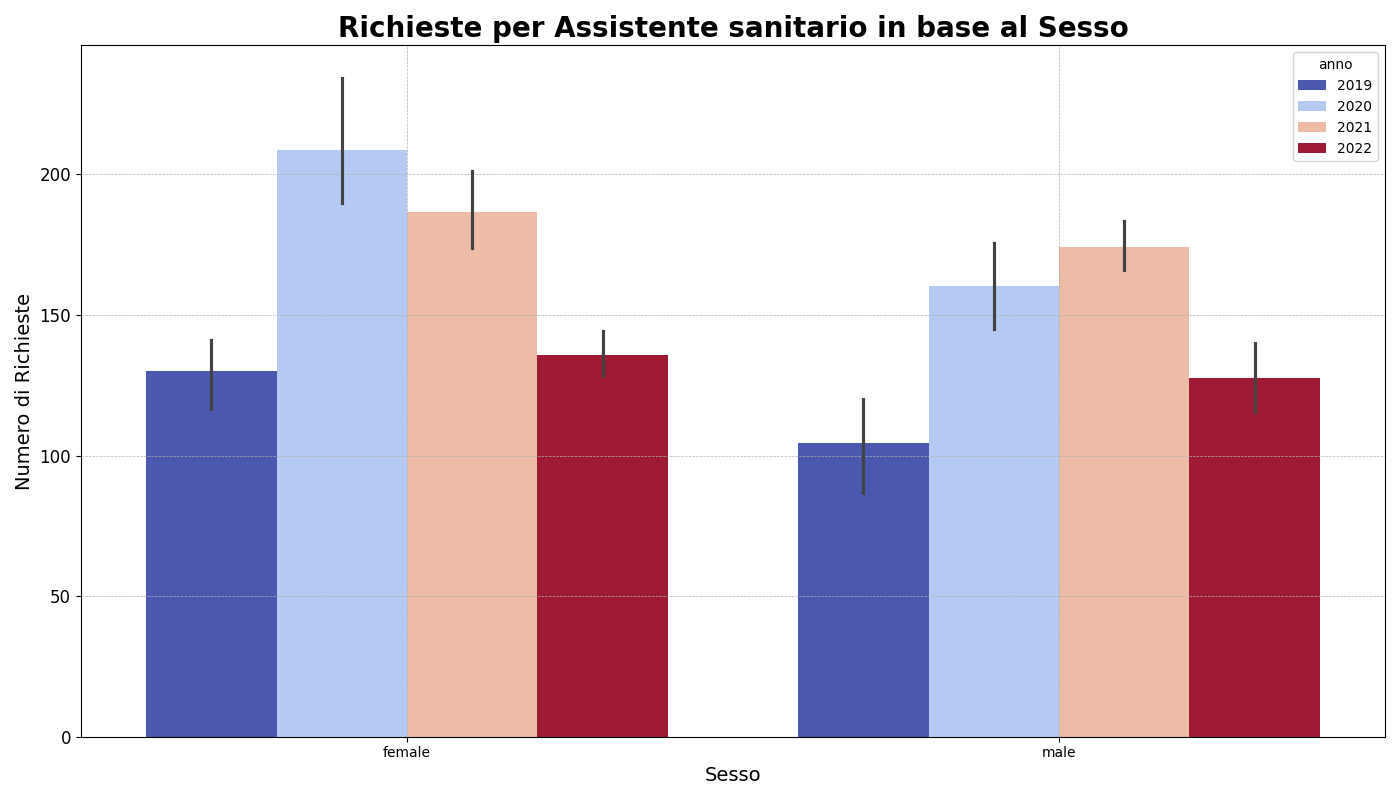 Richieste per Assistente sanitario in base al Sesso
anno
2019
2020
2021
2022
Numero di Richieste
200
150
100
50
0
female
male
Sesso